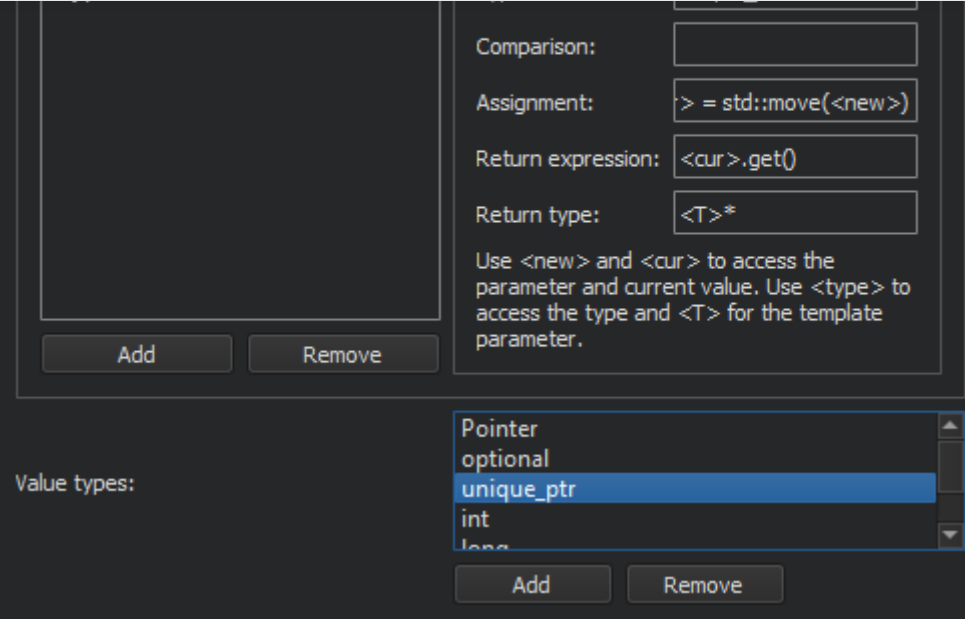 Comparison:
Assignment:
> = std::move(<new>)
Return expression:
<cur>.get()
Return type:
<T>*
Use <new> and <cur> to access the
parameter and current value. Use <type> to
access the type and <T> for the template
parameter.
Add
Remove
Value types:
Pointer
optional
unique_ptr
int
long
Add
Remove